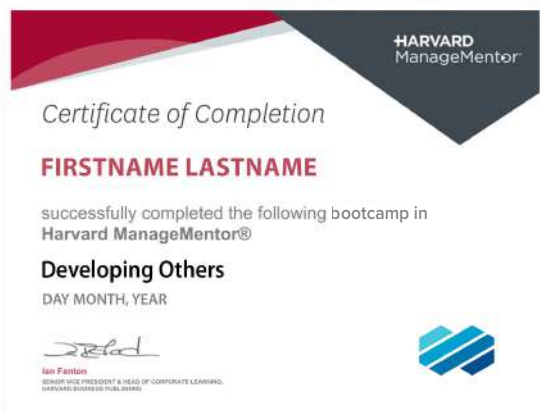 HARVARD
ManageMentor™
Certificate of Completion
FIRSTNAME LASTNAME
successfully completed the following bootcamp in
Harvard ManageMentor®
Developing Others
DAY MONTH, YEAR
Ian Fanton
SENIOR VICE PRESIDENT & HEAD OF CORPORATE LEARNING,
HARVARD BUSINESS PUBLISHING